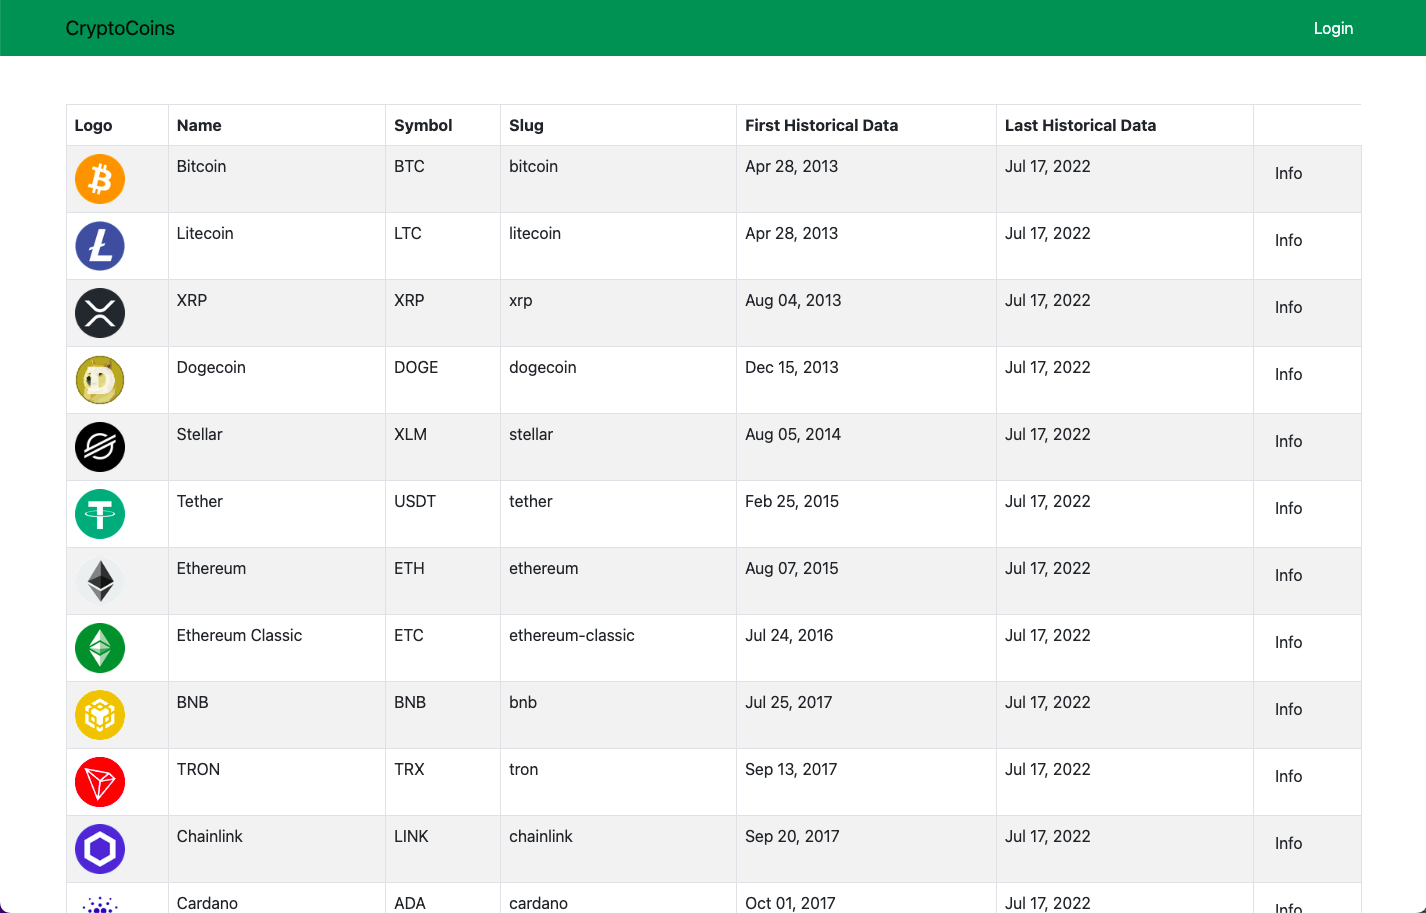 CryptoCoins Login
Logo Name Symbol Slug First Historical Data Last Historical Data
Bitcoin BTC bitcoin Apr 28, 2013 Jul 17, 2022 Info
Litecoin LTC litecoin Apr 28, 2013 Jul 17, 2022 Info
XRP XRP xrp Aug 04, 2013 Jul 17, 2022 Info
Dogecoin DOGE dogecoin Dec 15, 2013 Jul 17, 2022 Info
Stellar XLM stellar Aug 05, 2014 Jul 17, 2022 Info
Tether USDT tether Feb 25, 2015 Jul 17, 2022 Info
Ethereum ETH ethereum Aug 07, 2015 Jul 17, 2022 Info
Ethereum Classic ETC ethereum-classic Jul 24, 2016 Jul 17, 2022 Info
BNB BNB bnb Jul 25, 2017 Jul 17, 2022 Info
TRON TRX tron Sep 13, 2017 Jul 17, 2022 Info
Chainlink LINK chainlink Sep 20, 2017 Jul 17, 2022 Info
Cardano ADA cardano Oct 01, 2017 Jul 17, 2022 Info